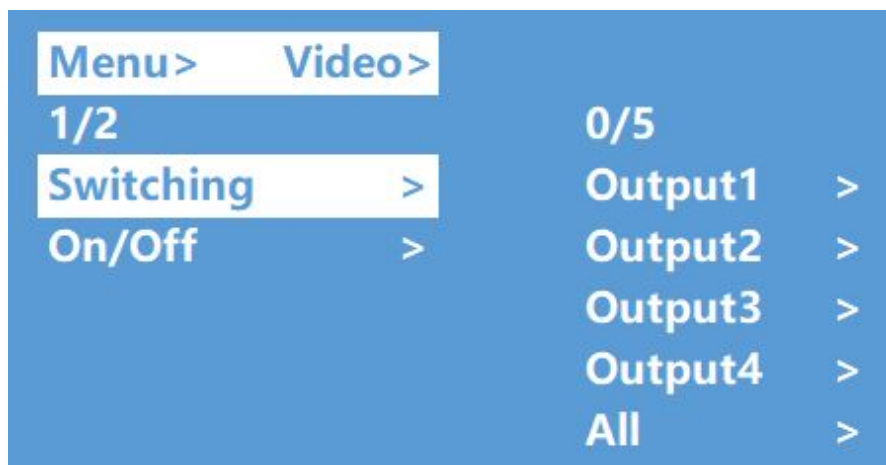 Menu> Video>
1/2 0/5
Switching > Output1 >
On/Off > Output2 >
Output3 >
Output4 >
All >